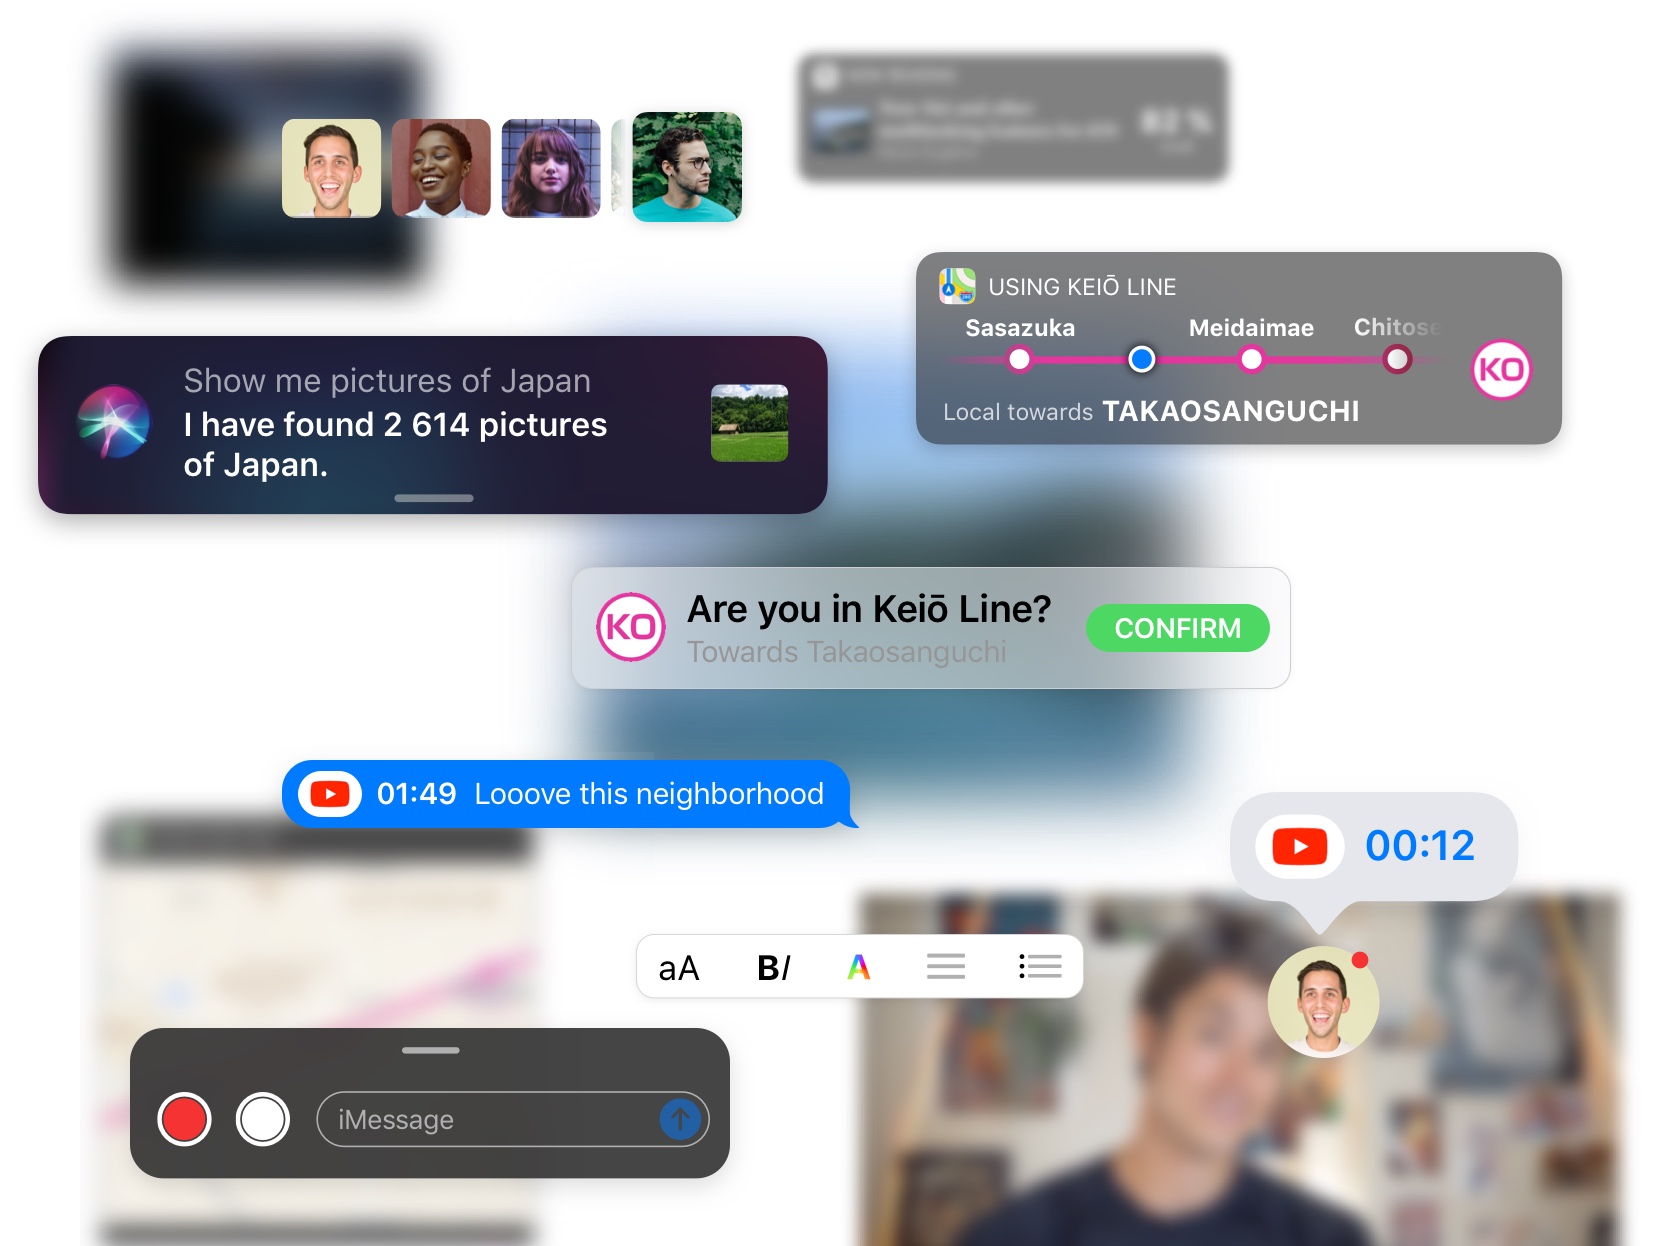 82 %
USING KEIŌ LINE
Sasazuka
Meidaimae
Chitose
KO
Local towards TAKAOSANGUCHI
Show me pictures of Japan
I have found 2 614 pictures
of Japan.
KO
Are you in Keiō Line?
Towards Takaosanguchi
CONFIRM
01:49 Looove this neighborhood
00:12
aA BI A
iMessage